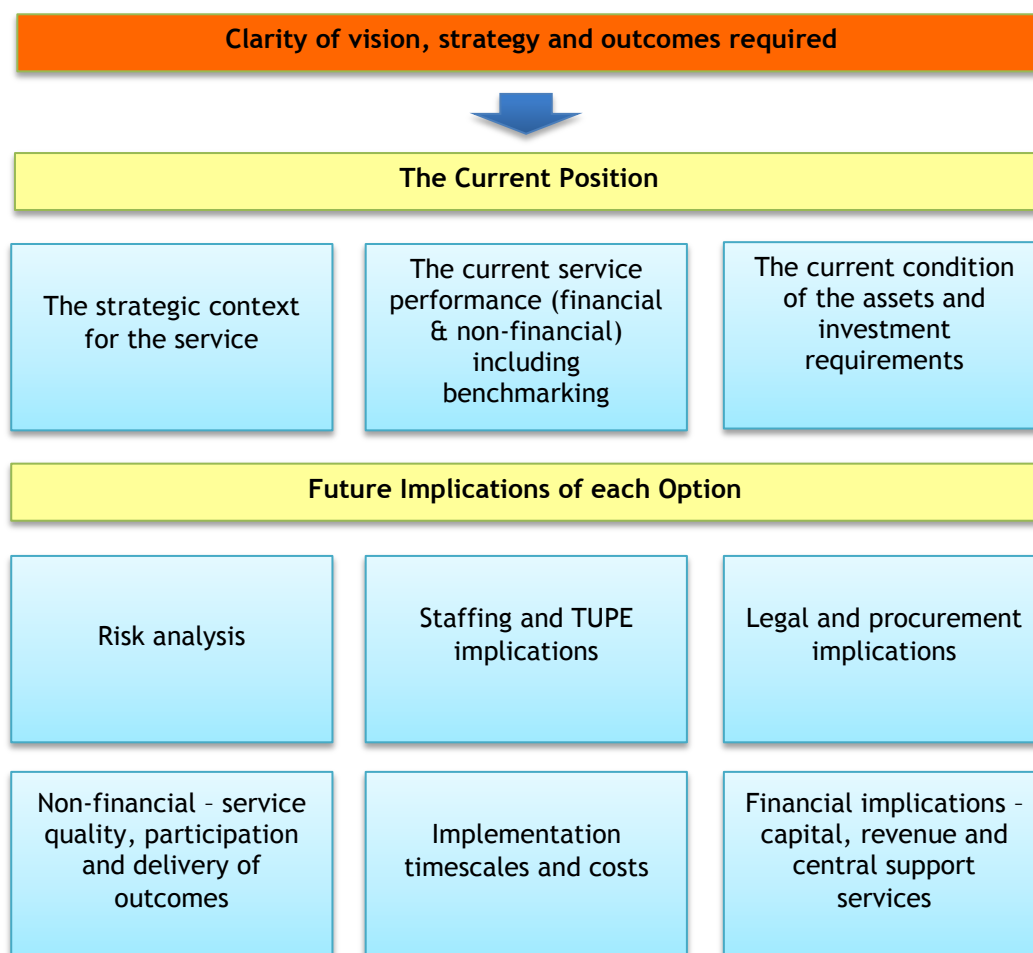 Clarity of vision, strategy and outcomes required
The Current Position
The strategic context
for the service
The current service
performance (financial
& non-financial)
including
benchmarking
The current condition
of the assets and
investment
requirements
Future Implications of each Option
Risk analysis
Staffing and TUPE
implications
Legal and procurement
implications
Non-financial – service
quality, participation
and delivery of
outcomes
Implementation
timescales and costs
Financial implications –
capital, revenue and
central support
services